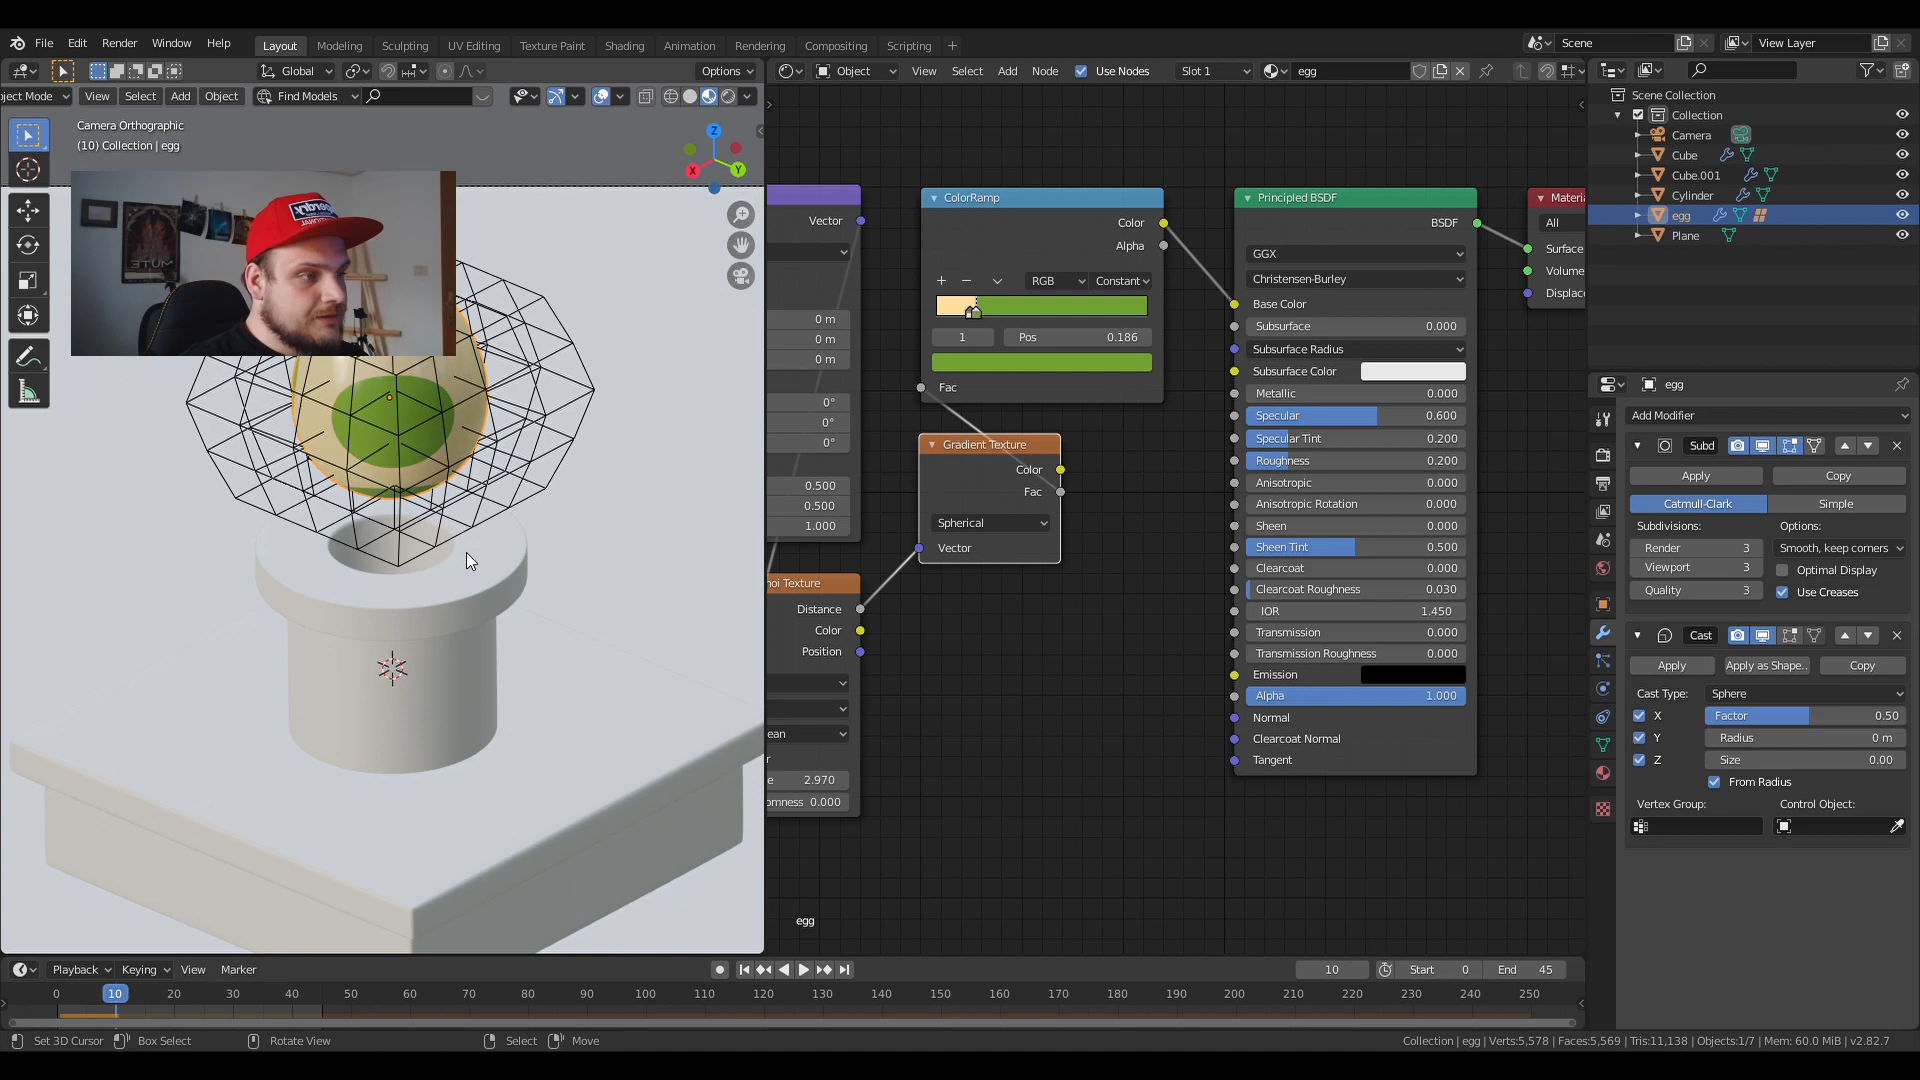 File Edit Render Window Help
Layout Modeling Sculpting UV Editing Texture Paint Shading Animation Rendering Compositing Scripting +
Scene
View Layer
Global
Options
Object
View Select Add Node Use Nodes
Slot 1
egg
ject Mode View Select Add Object
Find Models
Camera Orthographic
(10) Collection | egg
Z
X
Y
Vector
0 m
0 m
0 m
0°
0°
0°
0.500
0.500
1.000
oi Texture
Distance
Color
Position
ean
r
e 2.970
omness 0.000
ColorRamp
Color
Alpha
+ − RGB Constant
1 Pos 0.186
Fac
Gradient Texture
Color
Fac
Spherical
Vector
Principled BSDF
BSDF
GGX
Christensen-Burley
Base Color
Subsurface 0.000
Subsurface Radius
Subsurface Color
Metallic 0.000
Specular 0.600
Specular Tint 0.200
Roughness 0.200
Anisotropic 0.000
Anisotropic Rotation 0.000
Sheen 0.000
Sheen Tint 0.500
Clearcoat 0.000
Clearcoat Roughness 0.030
IOR 1.450
Transmission 0.000
Transmission Roughness 0.000
Emission
Alpha 1.000
Normal
Clearcoat Normal
Tangent
Materi
All
Surface
Volume
Displac
egg
Scene Collection
Collection
Camera
Cube
Cube.001
Cylinder
egg
Plane
egg
Add Modifier
Subd
Apply Copy
Catmull-Clark Simple
Subdivisions: Options:
Render 3 Smooth, keep corners
Viewport 3 Optimal Display
Quality 3 Use Creases
Cast
Apply Apply as Shape.. Copy
Cast Type: Sphere
X Factor 0.50
Y Radius 0 m
Z Size 0.00
From Radius
Vertex Group: Control Object:
Playback Keying View Marker
10 Start 0 End 45
0 10 20 30 40 50 60 70 80 90 100 110 120 130 140 150 160 170 180 190 200 210 220 230 240 250
Set 3D Cursor Box Select Rotate View Select Move
Collection | egg | Verts:5,578 | Faces:5,569 | Tris:11,138 | Objects:1/7 | Mem: 60.0 MiB | v2.82.7